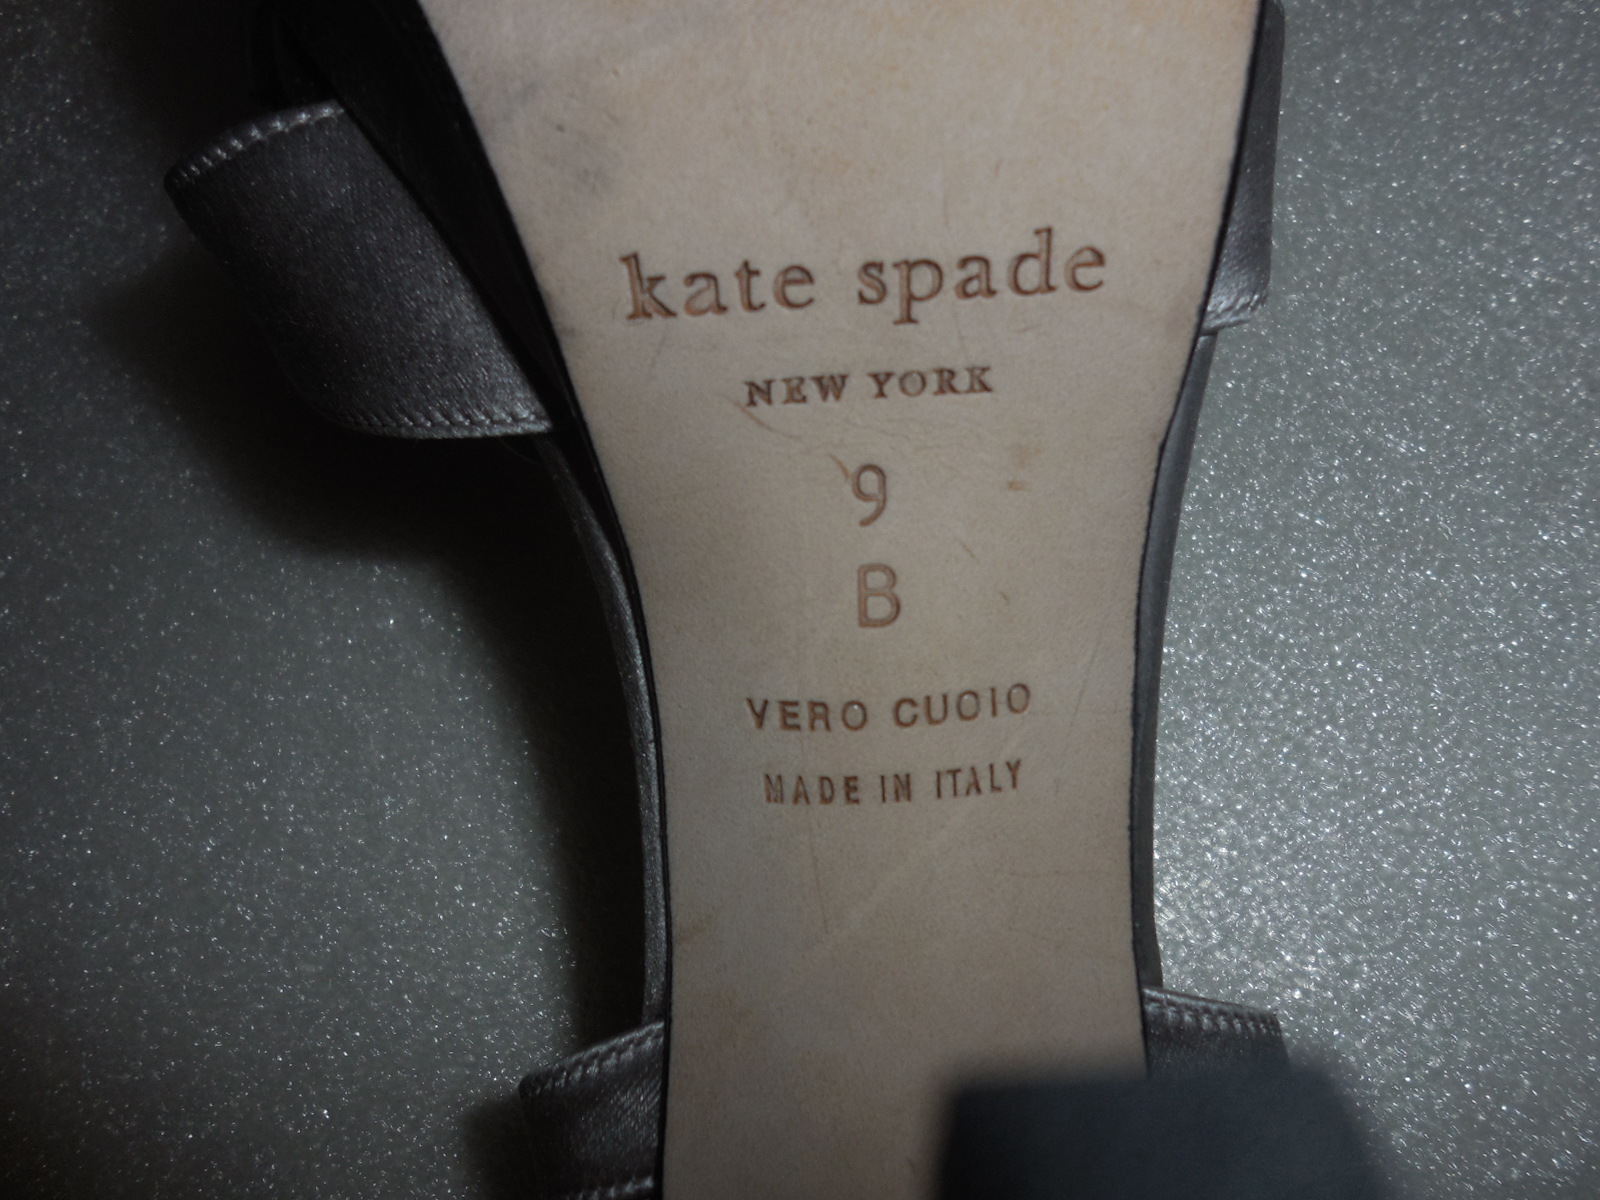 kate spade
NEW YORK
9
B
VERO CUOIO
MADE IN ITALY